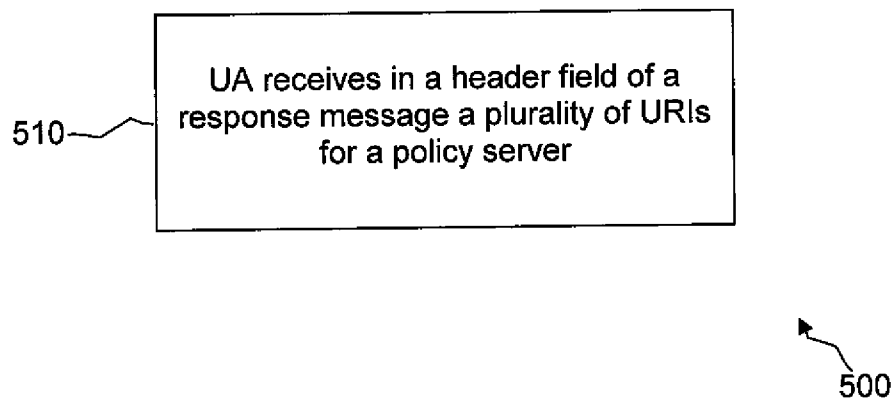 UA receives in a header field of a
response message a plurality of URIs
for a policy server
510
500